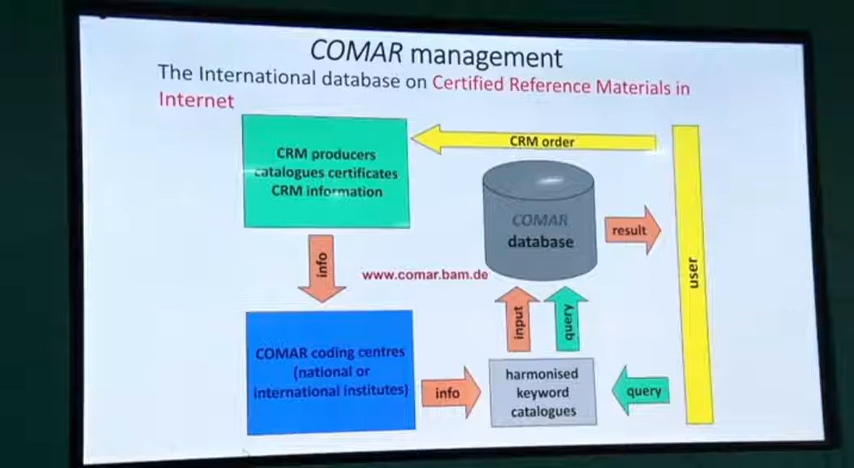 COMAR management
The International database on Certified Reference Materials in
Internet
CRM order
CRM producers
catalogues certificates
CRM information
COMAR
database
result
info
www.comar.bam.de
user
input
query
COMAR coding centres
(national or
International institutes)
info
harmonised
keyword
catalogues
query